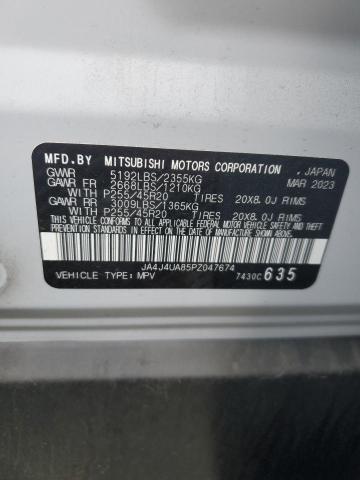 MFD.BY MITSUBISHI MOTORS CORPORATION, JAPAN
GVWR 5192LBS/2355KG MAR 2023
GAWR FR 2668LBS/1210KG
WITH P255/45R20 TIRES 20X8.0J RIMS
GAWR RR 3009LBS/1365KG
WITH P255/45R20 TIRES 20X8.0J RIMS
THIS VEHICLE CONFORMS TO ALL APPLICABLE U.S. FEDERAL MOTOR VEHICLE SAFETY, BUMPER AND THEFT
PREVENTION STANDARDS IN EFFECT ON THE DATE OF MANUFACTURE SHOWN ABOVE.
JA4J4UA85PZ047674
VEHICLE TYPE: MPV 7430C 635